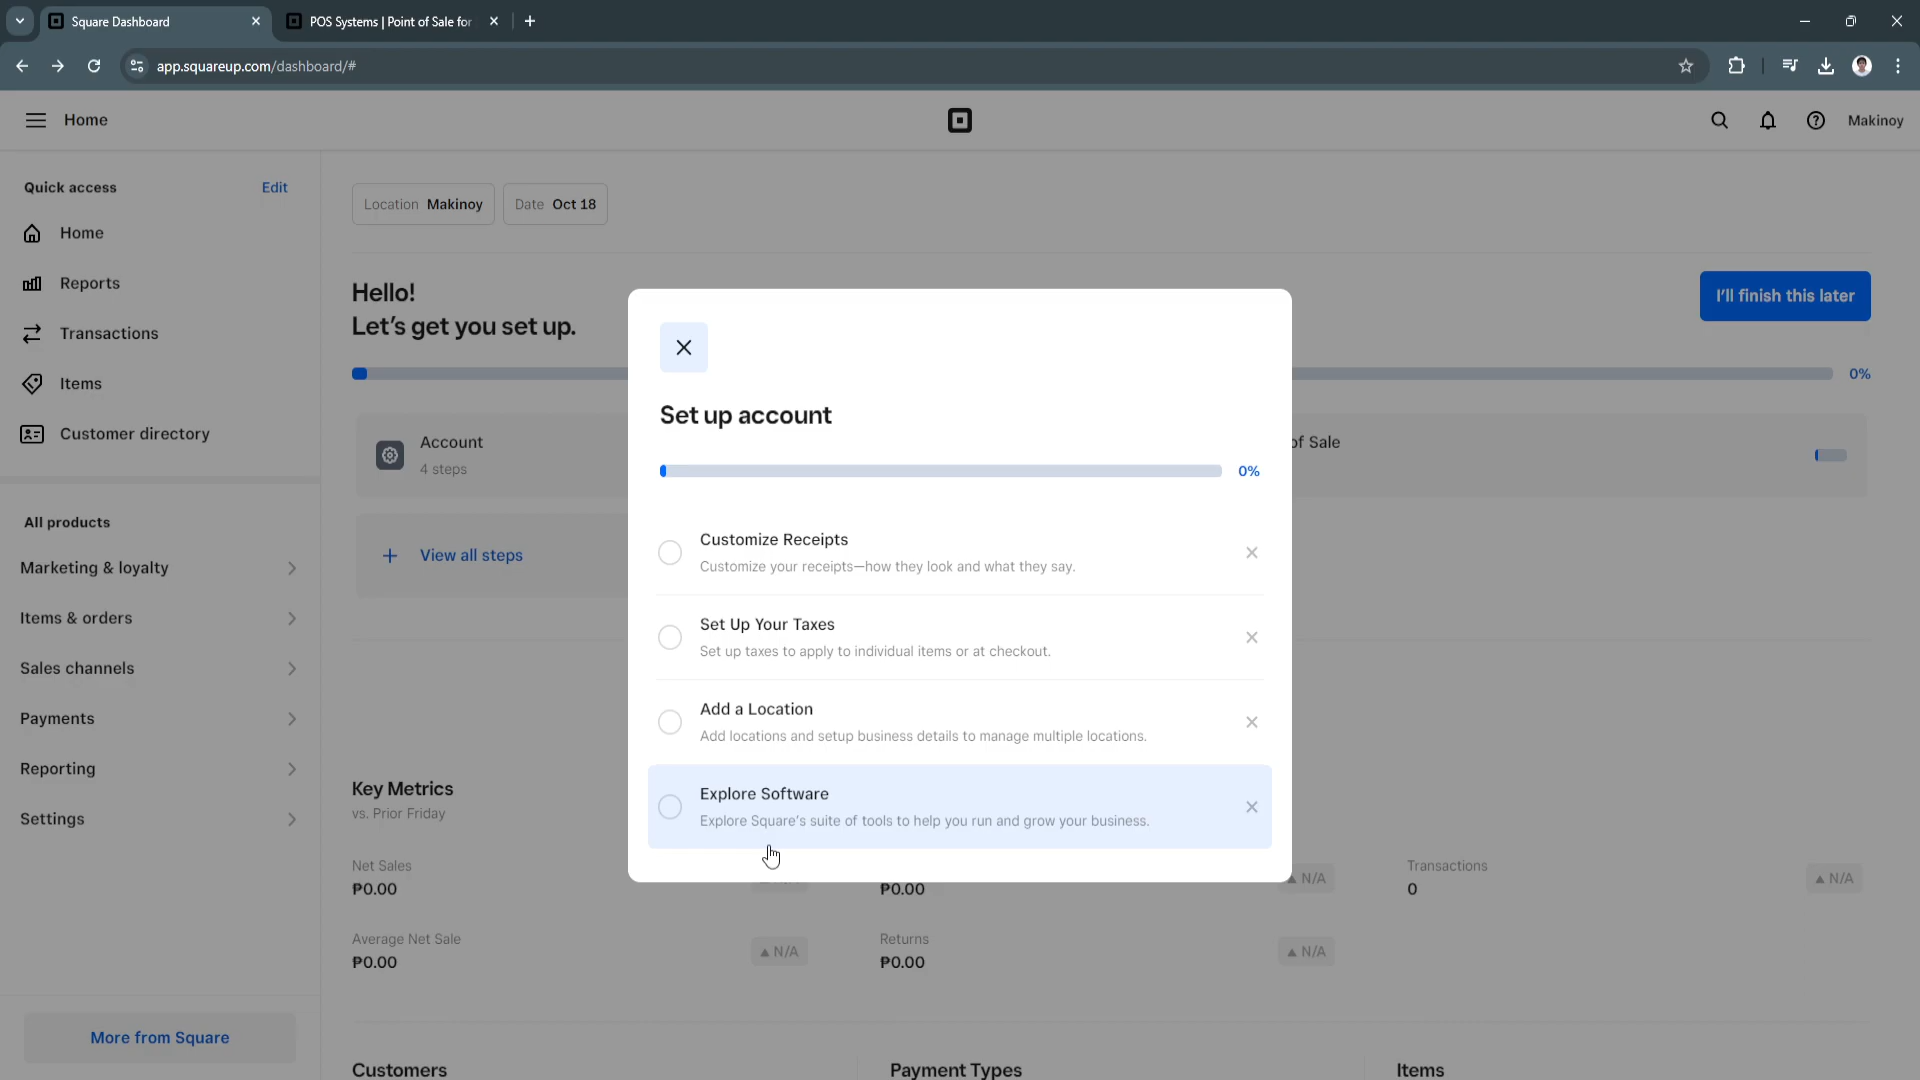 Square Dashboard
POS Systems | Point of Sale for
app.squareup.com/dashboard/#
Home
Makinoy
Quick access
Edit
Home
Reports
Transactions
Items
Customer directory
All products
Marketing & loyalty
Items & orders
Sales channels
Payments
Reporting
Settings
More from Square
Location Makinoy
Date Oct 18
Hello!
Let's get you set up.
I'll finish this later
0%
Account
4 steps
of Sale
View all steps
Set up account
0%
Customize Receipts
Customize your receipts—how they look and what they say.
Set Up Your Taxes
Set up taxes to apply to individual items or at checkout.
Add a Location
Add locations and setup business details to manage multiple locations.
Explore Software
Explore Square's suite of tools to help you run and grow your business.
Key Metrics
vs. Prior Friday
Net Sales
₱0.00
₱0.00
N/A
Transactions
0
N/A
Average Net Sale
₱0.00
N/A
Returns
₱0.00
N/A
Customers
Payment Types
Items